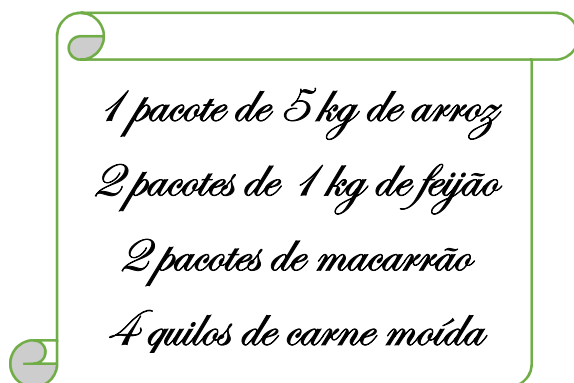 1 pacote de 5 kg de arroz
2 pacotes de 1 kg de feijão
2 pacotes de macarrão
4 quilos de carne moída